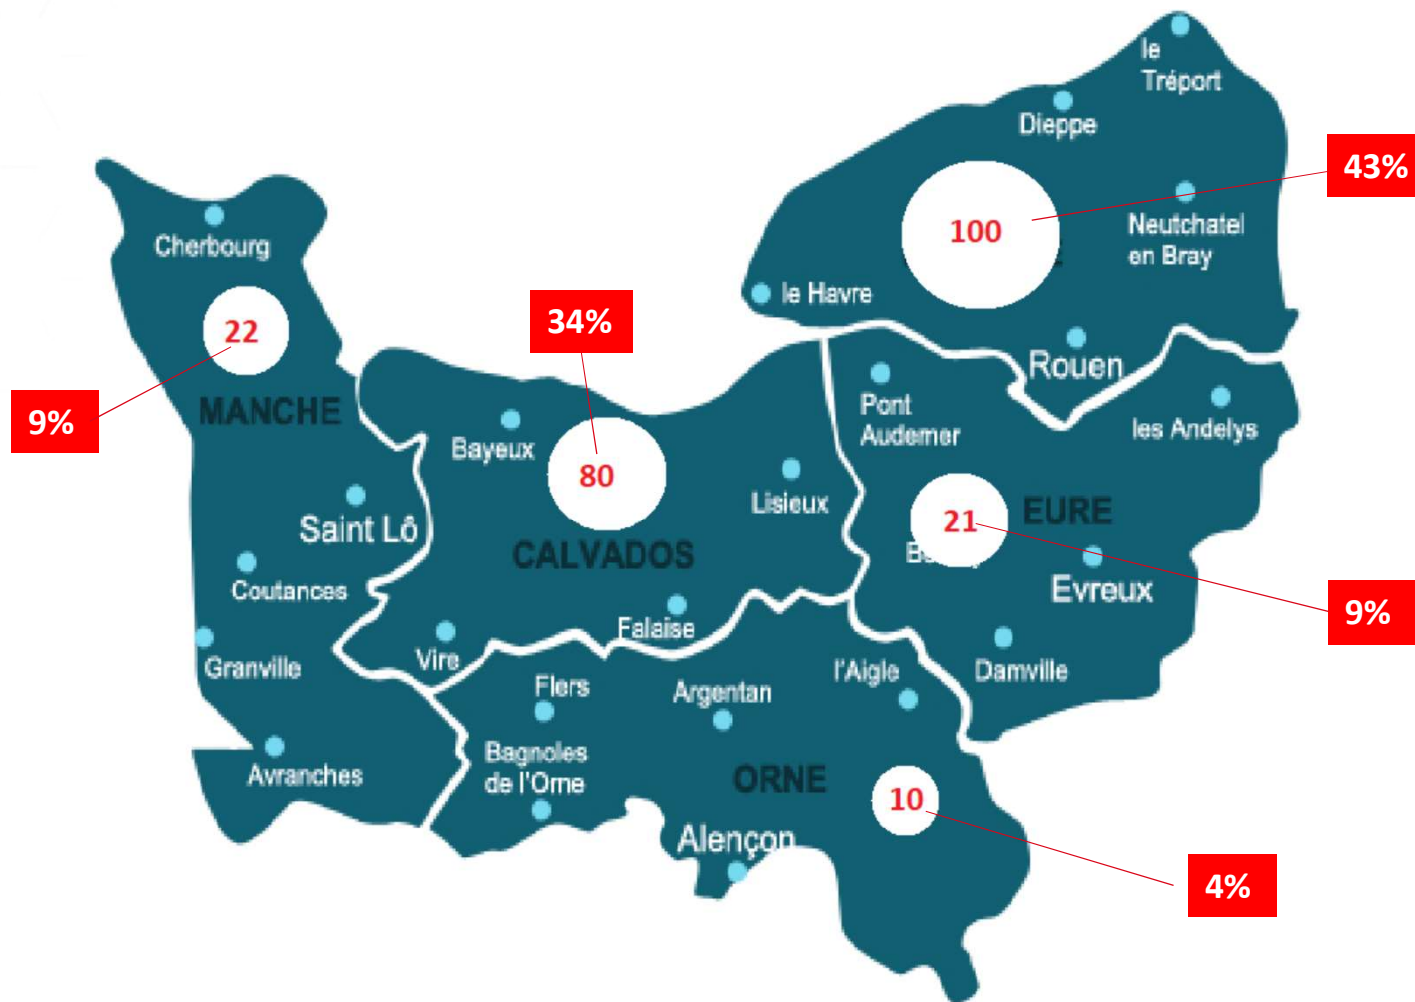 le
Tréport
Dieppe
43%
Neutchatel
en Bray
100
Cherbourg
le Havre
34%
22
Rouen
MANCHE
9%
Pont
Audemer
les Andelys
Bayeux
80
Lisieux
21
EURE
Saint Lô
CALVADOS
Evreux
Coutances
9%
Falaise
Vire
Granville
l'Aigle
Damville
Flers
Argentan
Bagnoles
de l'Orne
Avranches
ORNE
10
Alençon
4%